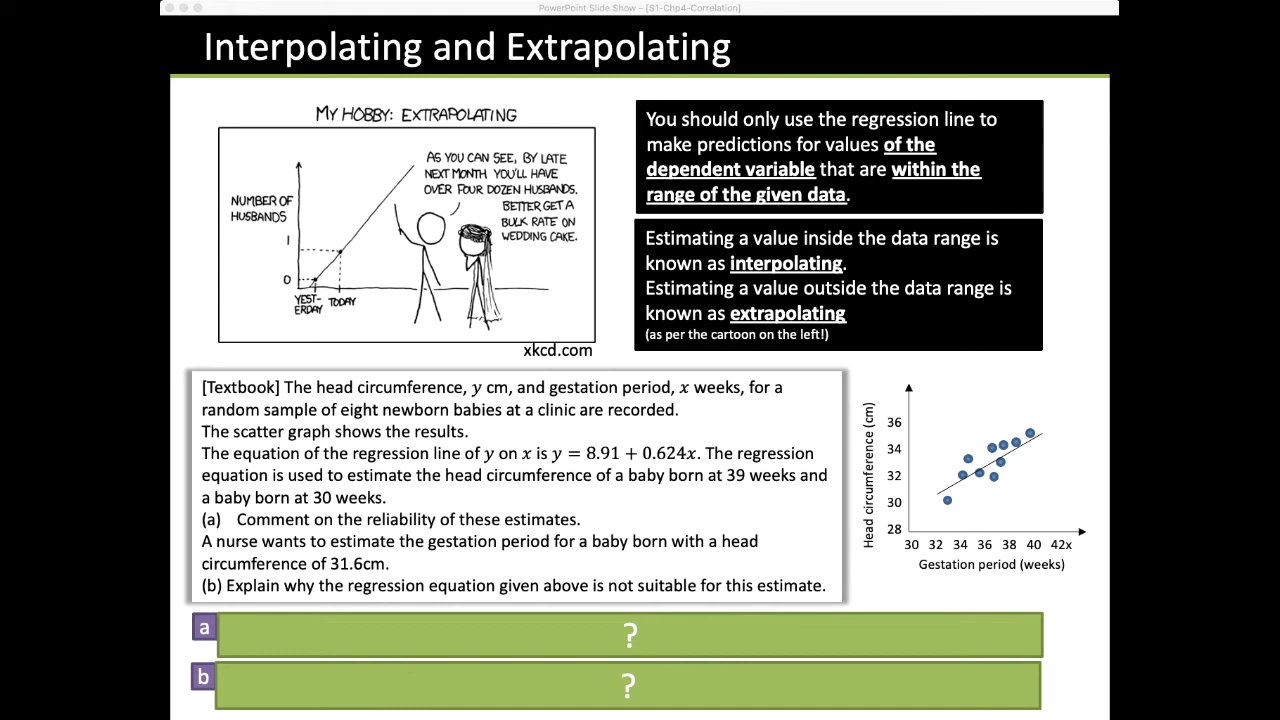 PowerPoint Slide Show – [S1-Chp4-Correlation]
Interpolating and Extrapolating
MY HOBBY: EXTRAPOLATING
AS YOU CAN SEE, BY LATE
NEXT MONTH YOU'LL HAVE
OVER FOUR DOZEN HUSBANDS.
BETTER GET A
BULK RATE ON
WEDDING CAKE.
NUMBER OF
HUSBANDS
1
0
YEST-
ERDAY
TODAY
xkcd.com
You should only use the regression line to
make predictions for values of the
dependent variable that are within the
range of the given data.
Estimating a value inside the data range is
known as interpolating.
Estimating a value outside the data range is
known as extrapolating
(as per the cartoon on the left!)
[Textbook] The head circumference, y cm, and gestation period, x weeks, for a
random sample of eight newborn babies at a clinic are recorded.
The scatter graph shows the results.
The equation of the regression line of y on x is y = 8.91 + 0.624x. The regression
equation is used to estimate the head circumference of a baby born at 39 weeks and
a baby born at 30 weeks.
(a) Comment on the reliability of these estimates.
A nurse wants to estimate the gestation period for a baby born with a head
circumference of 31.6cm.
(b) Explain why the regression equation given above is not suitable for this estimate.
Head circumference (cm)
36
34
32
30
28
30 32 34 36 38 40 42x
Gestation period (weeks)
a
?
b
?